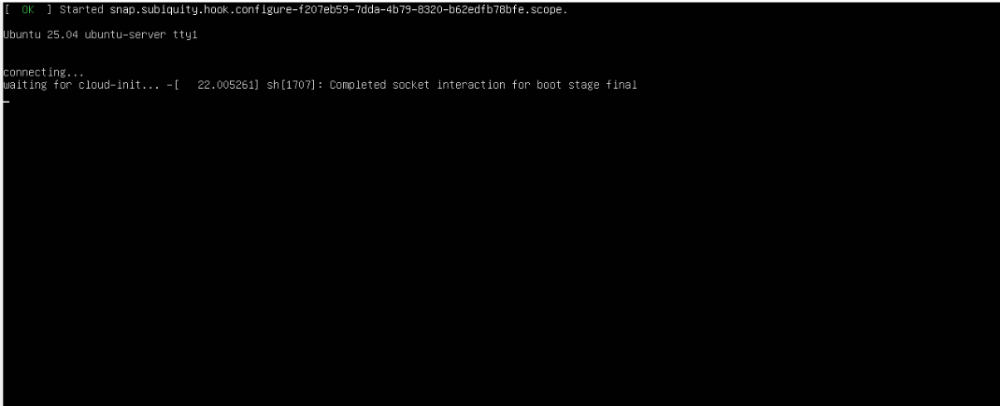 [  OK  ] Started snap.subiquity.hook.configure-f207eb59-7dda-4b79-8320-b62edfb78bfe.scope.
Ubuntu 25.04 ubuntu-server tty1
connecting...
waiting for cloud-init... -[   22.005261] sh[1707]: Completed socket interaction for boot stage final